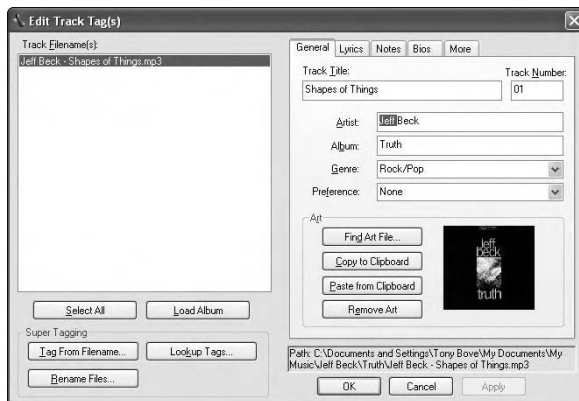 Edit Track Tag(s)
Track Filename(s):
Jeff Beck - Shapes of Things.mp3
Select All
Load Album
Super Tagging
Tag From Filename...
Lookup Tags...
Rename Files...
General
Lyrics
Notes
Bios
More
Track Title:
Track Number:
Shapes of Things
01
Artist:
Jeff Beck
Album:
Truth
Genre:
Rock/Pop
Preference:
None
Art
Find Art File...
Copy to Clipboard
Paste from Clipboard
Remove Art
jeff
beck
truth
Path: C:\Documents and Settings\Tony Bove\My Documents\My
Music\Jeff Beck\Truth\Jeff Beck - Shapes of Things.mp3
OK
Cancel
Apply